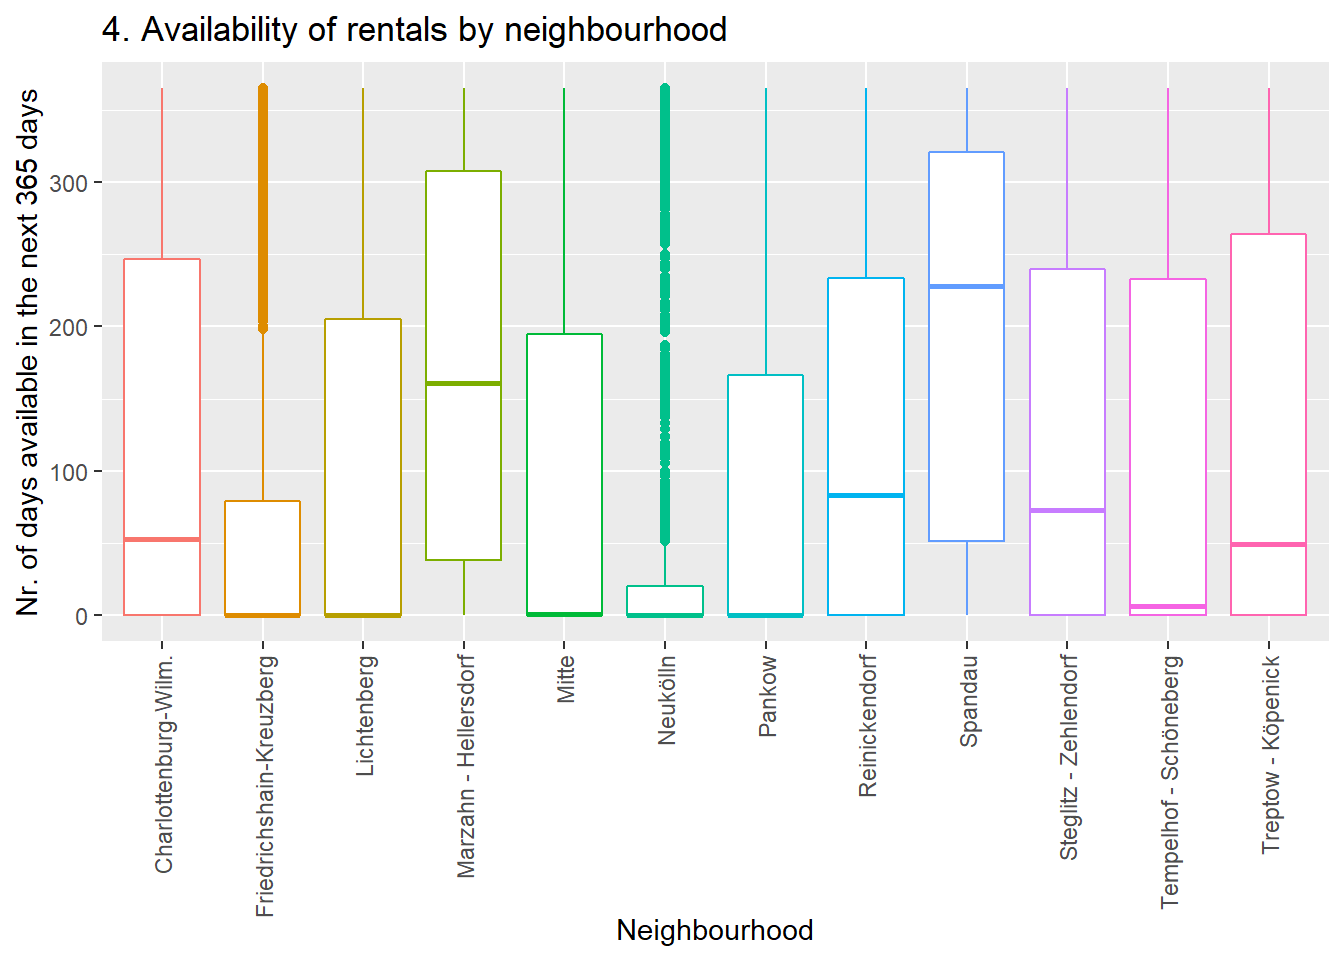 4. Availability of rentals by neighbourhood
Nr. of days available in the next 365 days
300
200
100
0
Charlottenburg-Wilm.
Friedrichshain-Kreuzberg
Lichtenberg
Marzahn - Hellersdorf
Mitte
Neukölln
Pankow
Reinickendorf
Spandau
Steglitz - Zehlendorf
Tempelhof - Schöneberg
Treptow - Köpenick
Neighbourhood